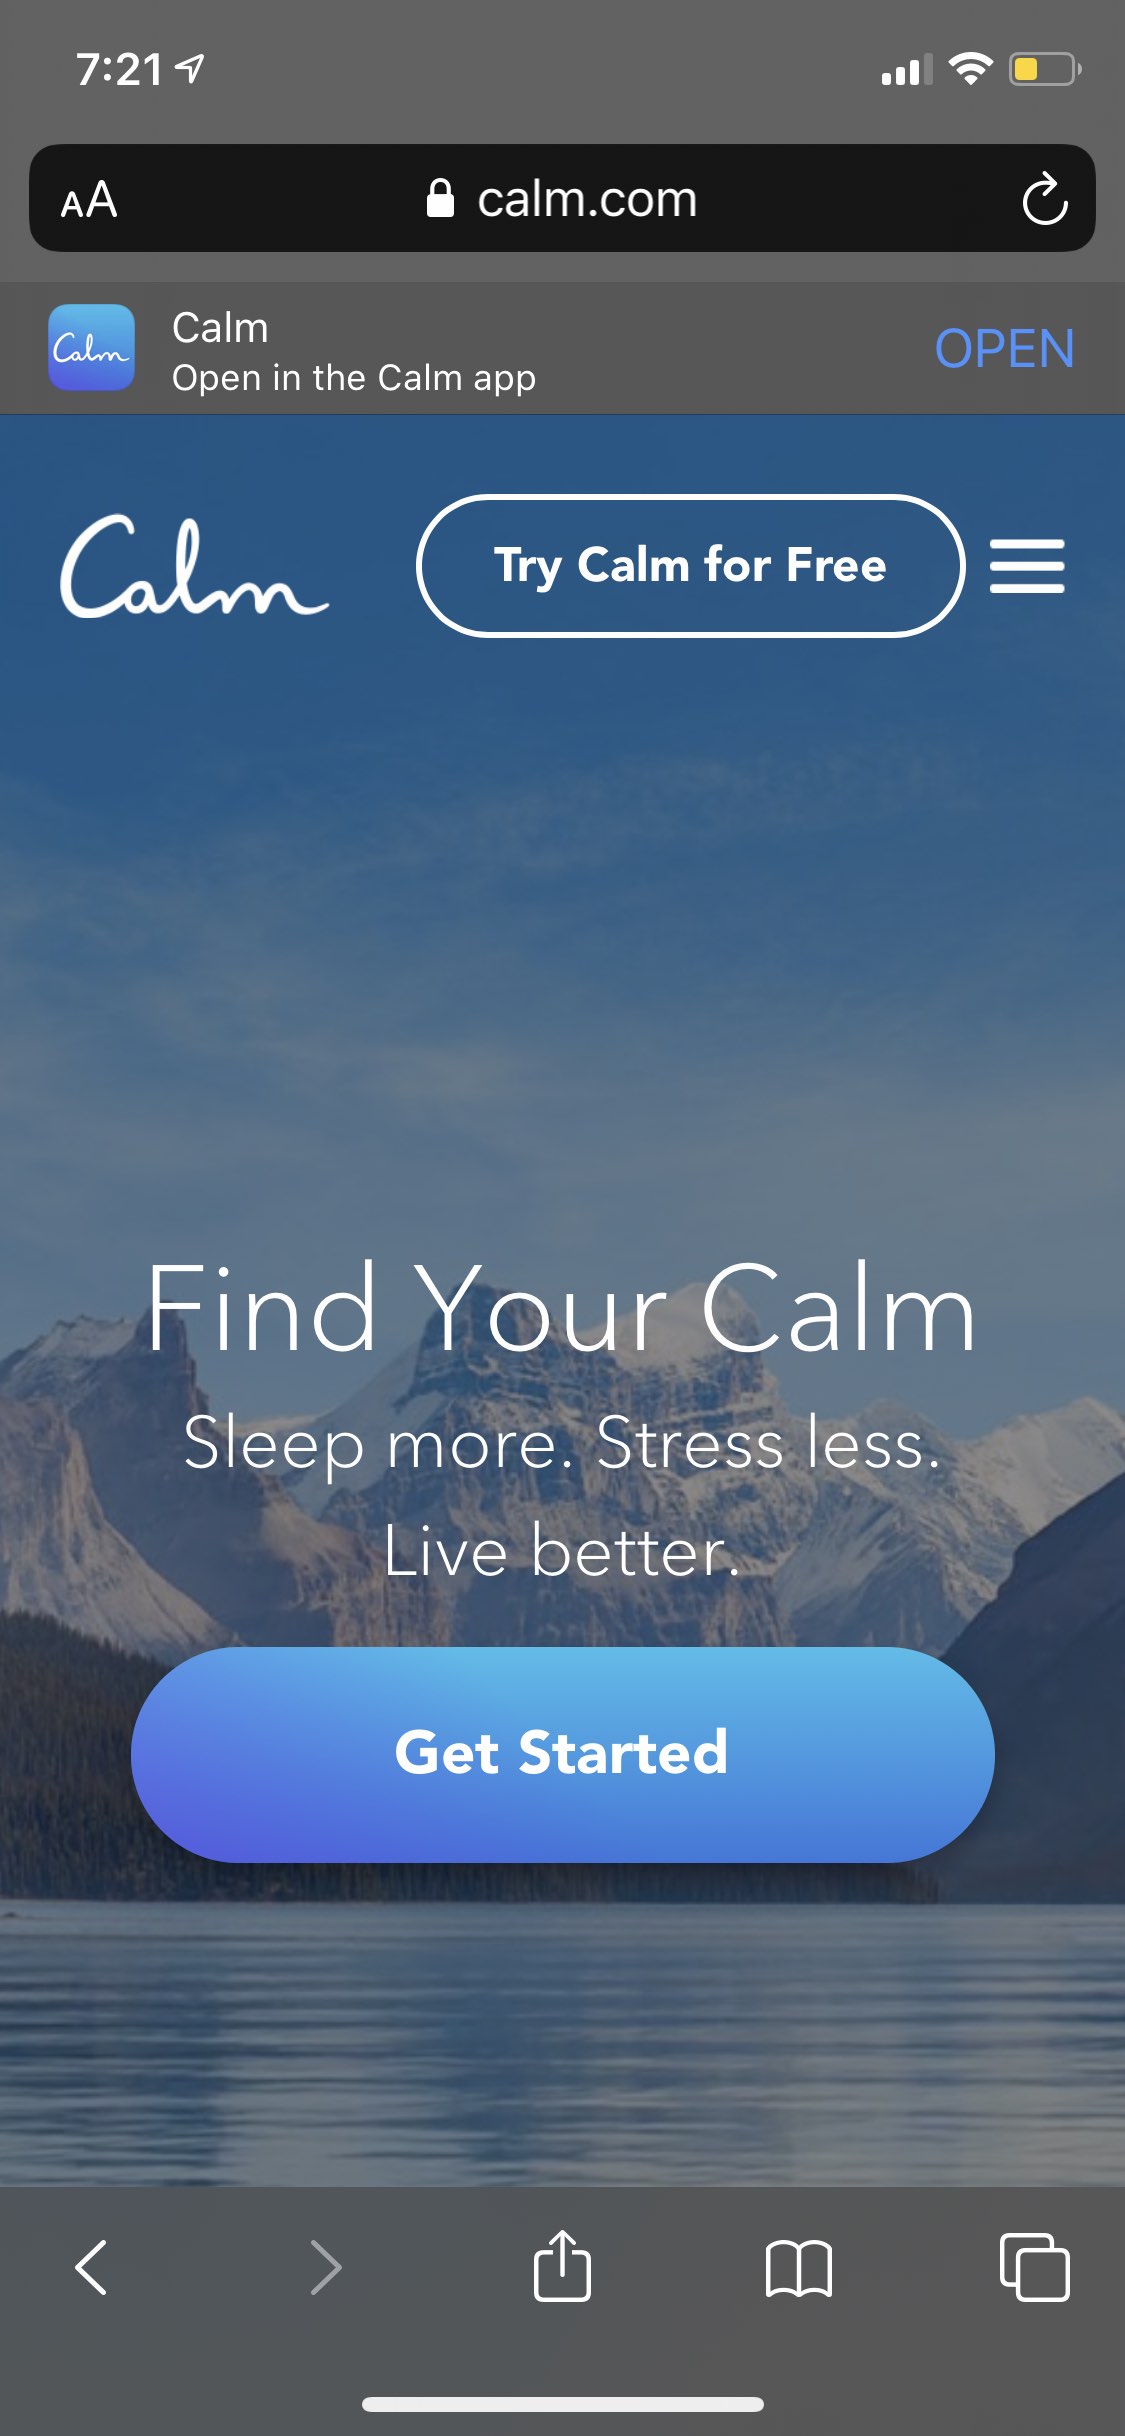 7:21
AA
calm.com
Calm
Calm
Open in the Calm app
OPEN
Calm
Try Calm for Free
Find Your Calm
Sleep more. Stress less.
Live better.
Get Started